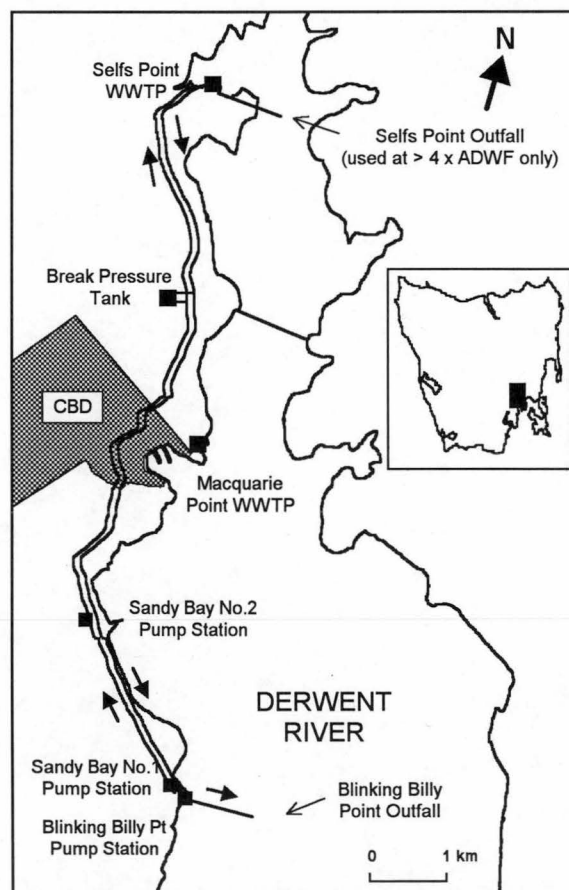 N
Selfs Point
WWTP
Selfs Point Outfall
(used at > 4 x ADWF only)
Break Pressure
Tank
CBD
Macquarie
Point WWTP
Sandy Bay No.2
Pump Station
DERWENT
RIVER
Sandy Bay No.1
Pump Station
Blinking Billy Point Outfall
Blinking Billy Pt
Pump Station
0 1 km